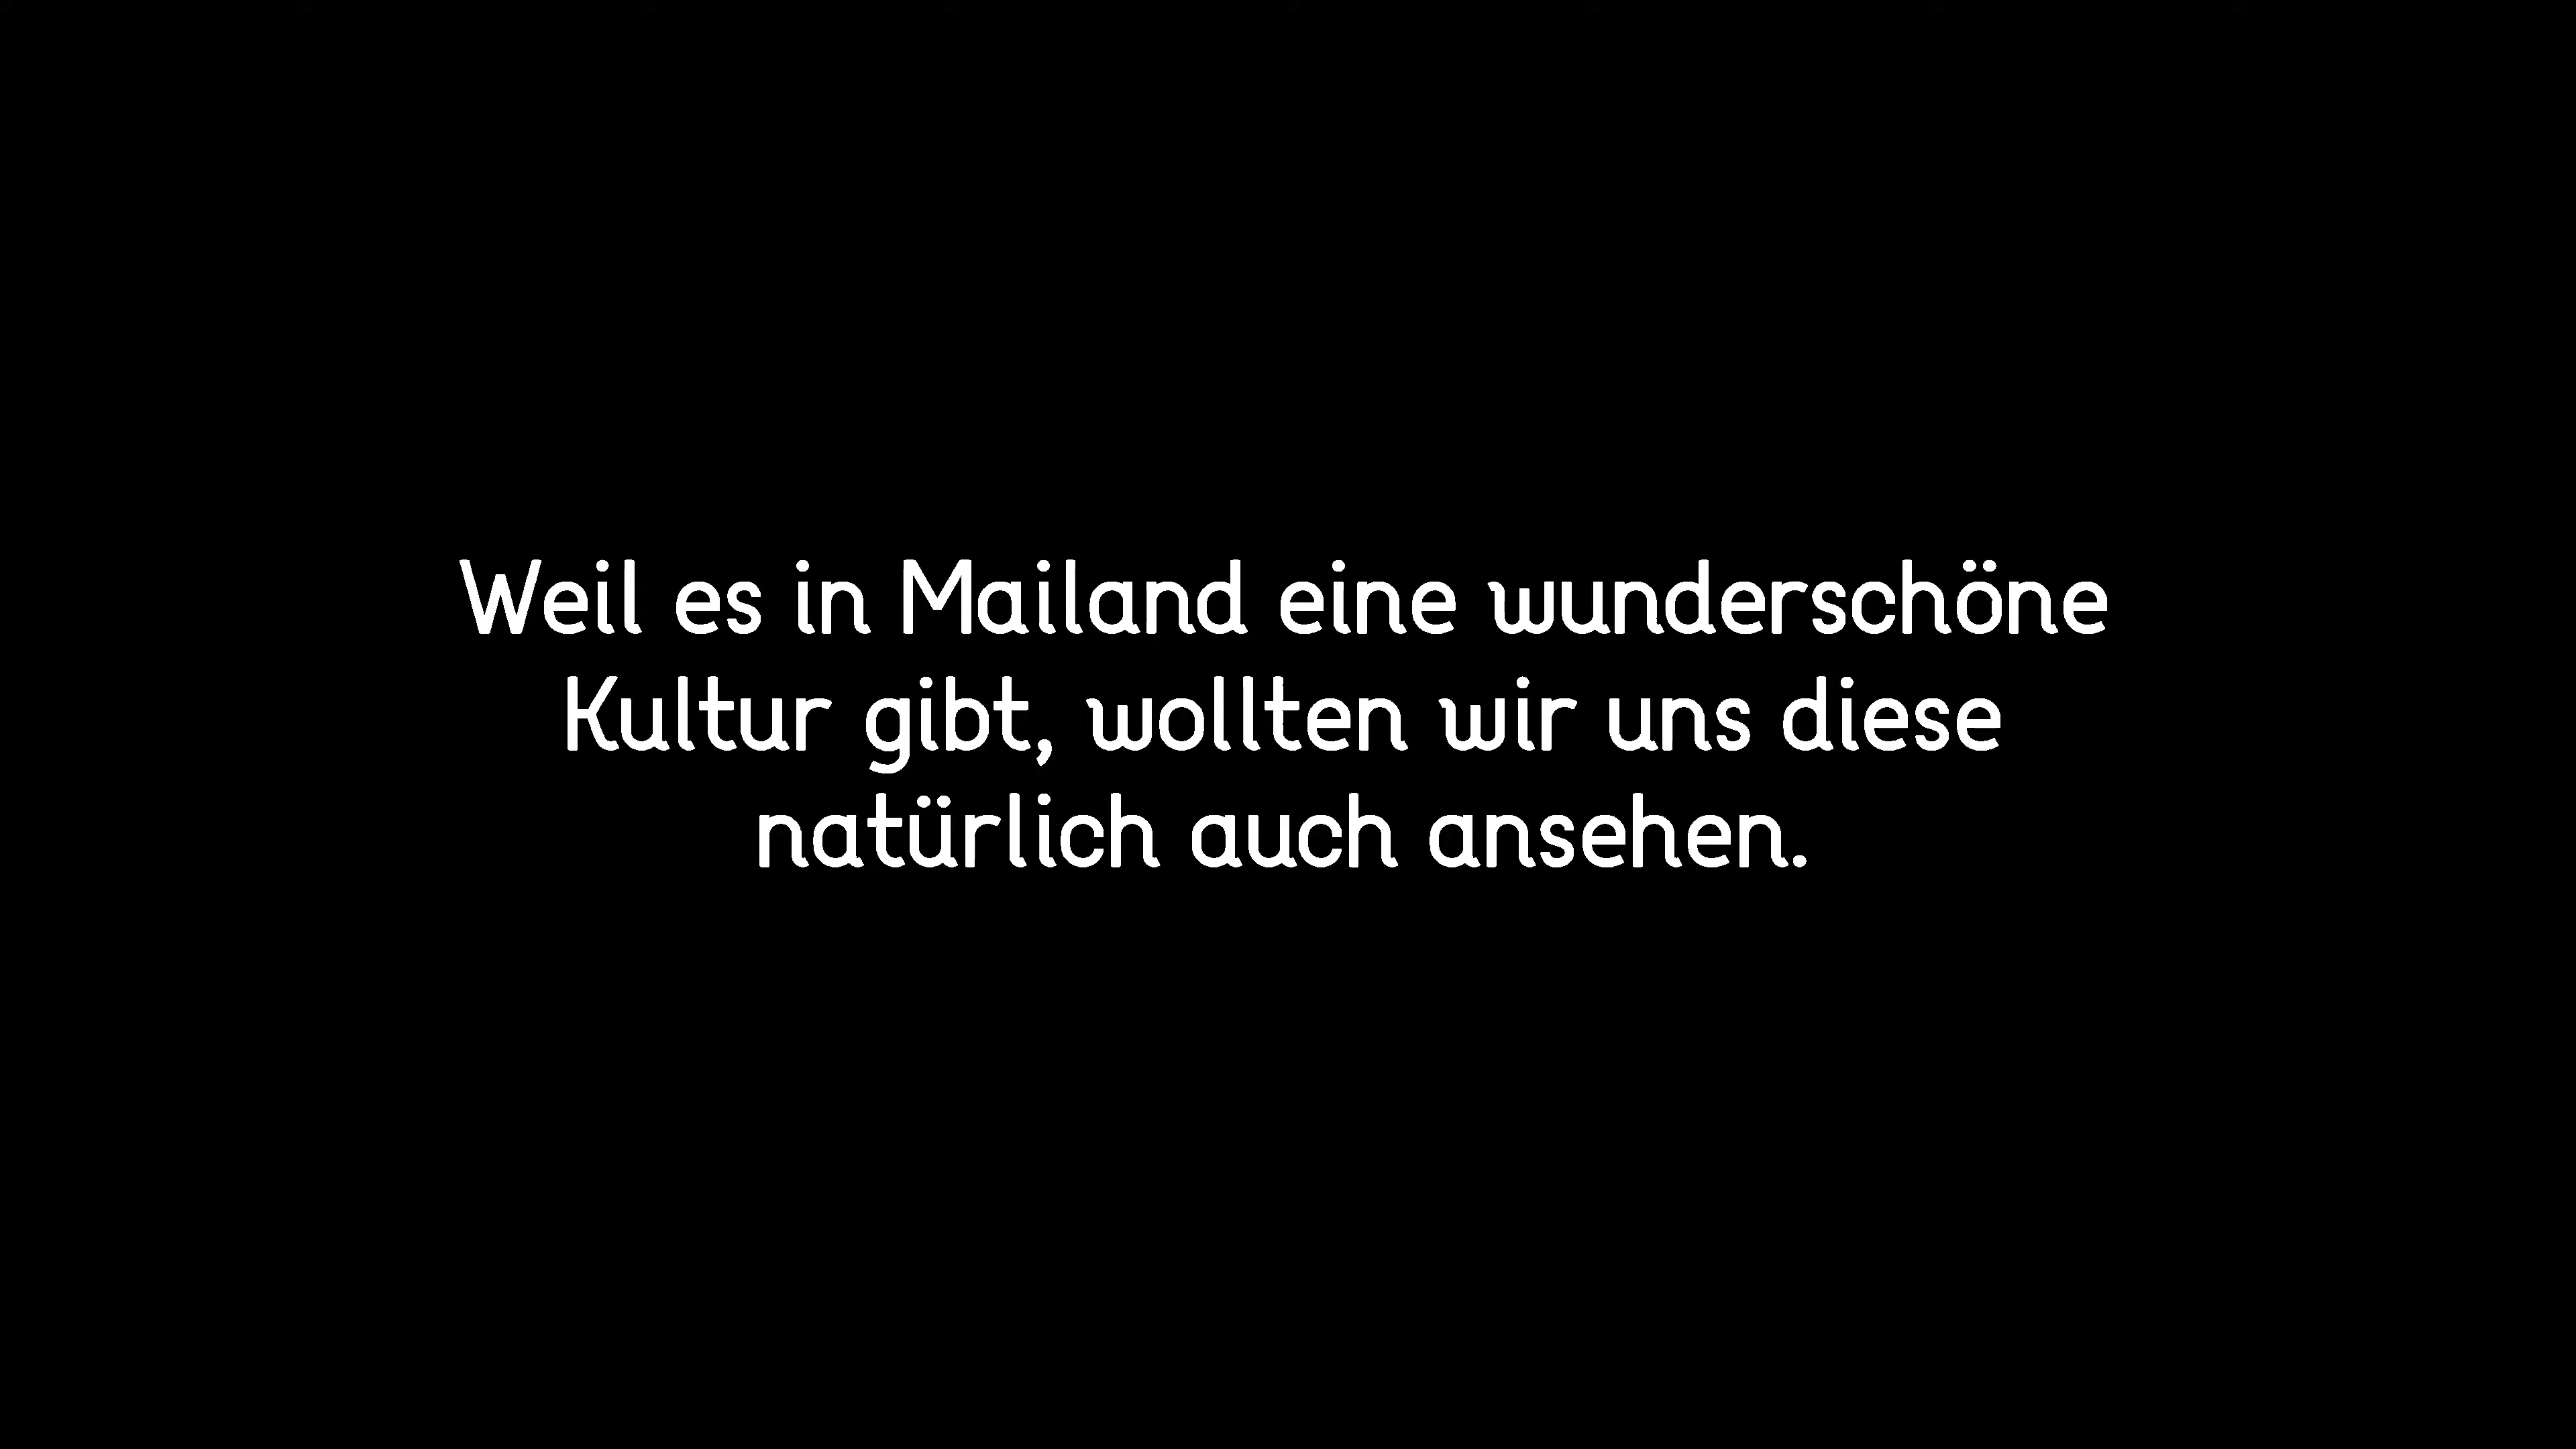 Weil es in Mailand eine wunderschöne
Kultur gibt, wollten wir uns diese
natürlich auch ansehen.